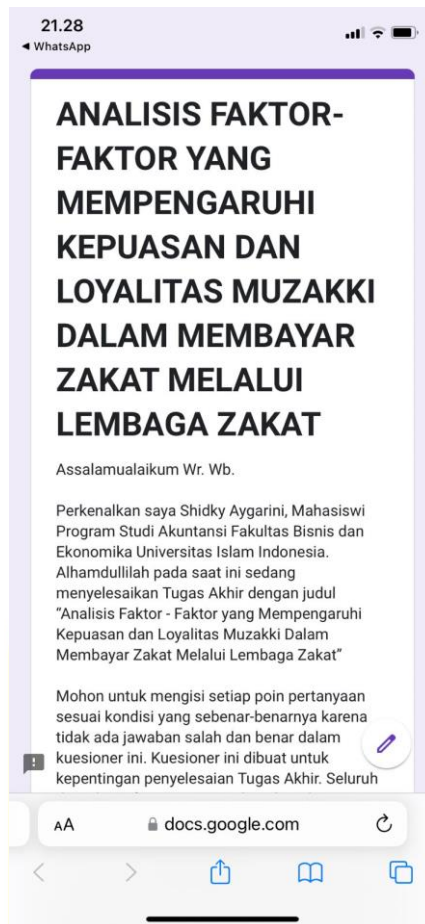 21.28
WhatsApp
ANALISIS FAKTOR-
FAKTOR YANG
MEMPENGARUHI
KEPUASAN DAN
LOYALITAS MUZAKKI
DALAM MEMBAYAR
ZAKAT MELALUI
LEMBAGA ZAKAT
Assalamualaikum Wr. Wb.
Perkenalkan saya Shidky Aygarini, Mahasiswi
Program Studi Akuntansi Fakultas Bisnis dan
Ekonomika Universitas Islam Indonesia.
Alhamdullilah pada saat ini sedang
menyelesaikan Tugas Akhir dengan judul
“Analisis Faktor - Faktor yang Mempengaruhi
Kepuasan dan Loyalitas Muzakki Dalam
Membayar Zakat Melalui Lembaga Zakat”
Mohon untuk mengisi setiap poin pertanyaan
sesuai kondisi yang sebenar-benarnya karena
tidak ada jawaban salah dan benar dalam
kuesioner ini. Kuesioner ini dibuat untuk
kepentingan penyelesaian Tugas Akhir. Seluruh
AA docs.google.com